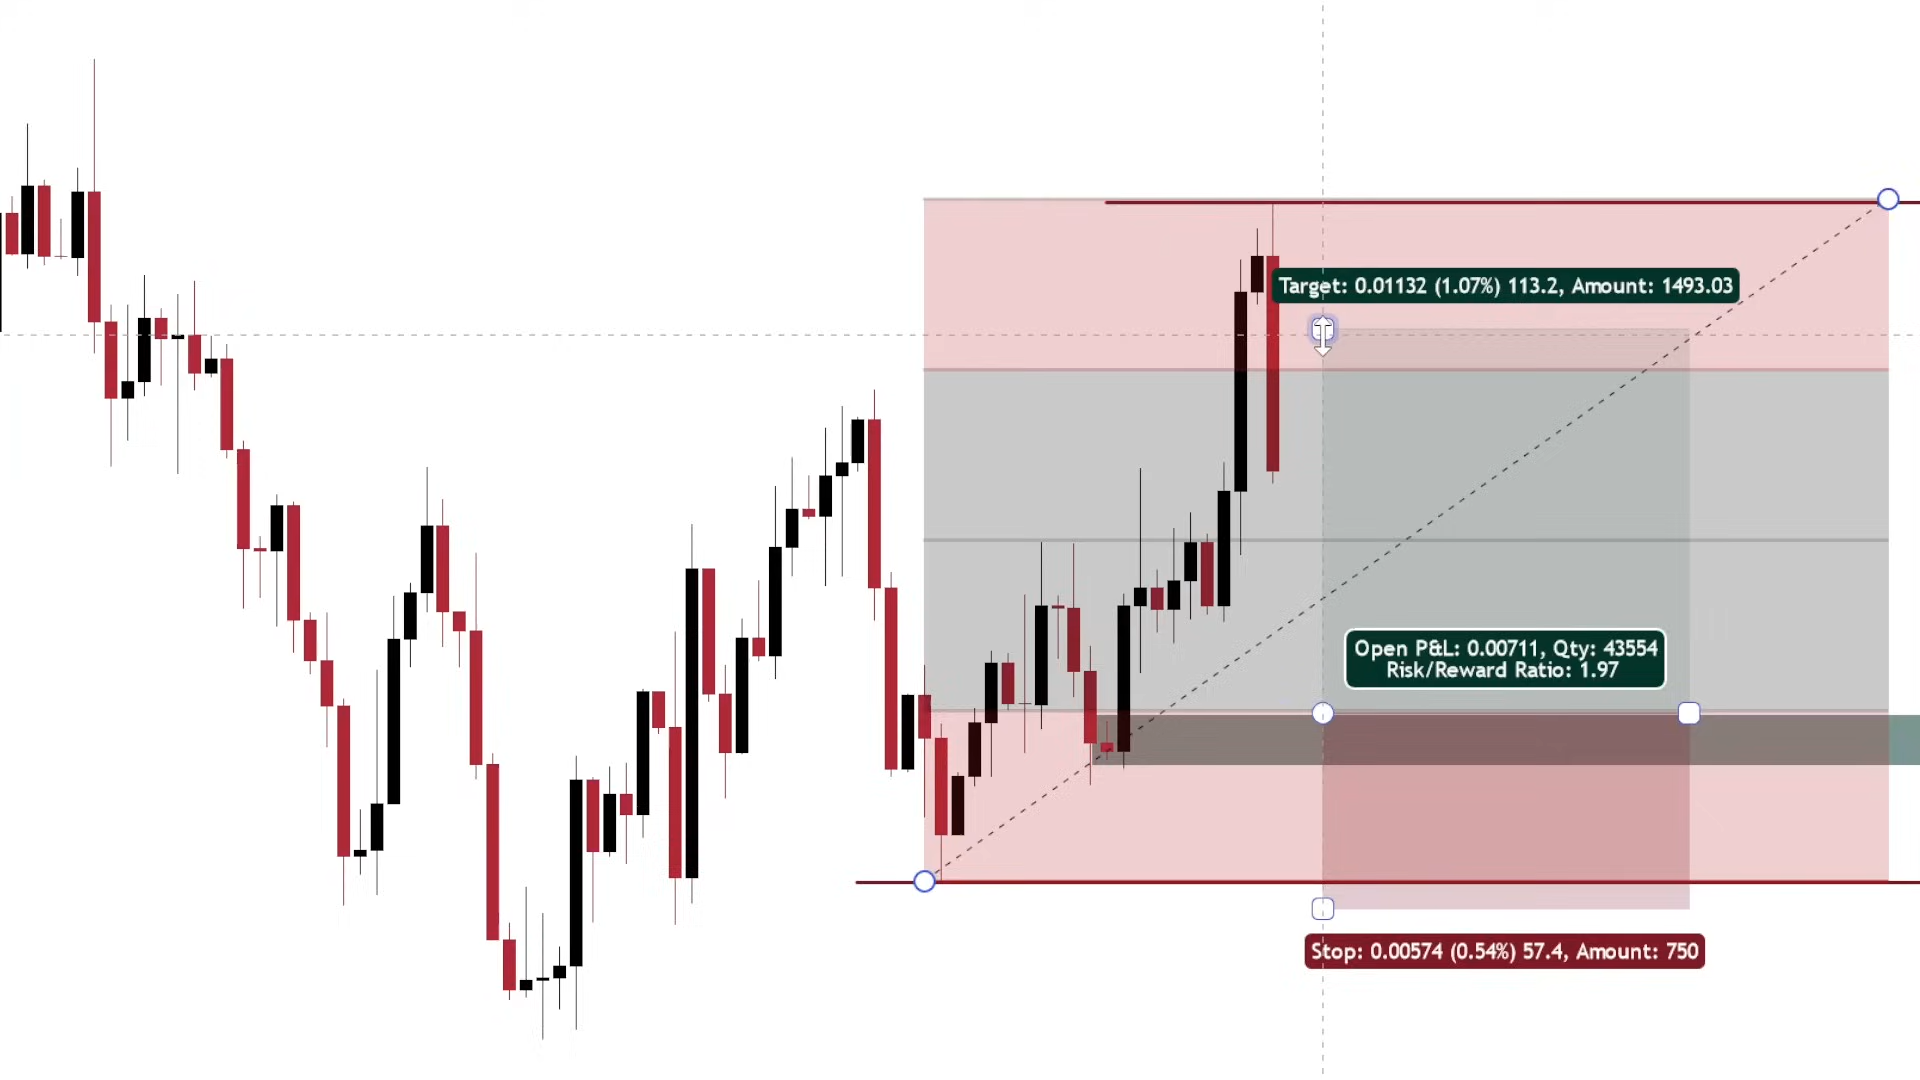 Target: 0.01132 (1.07%) 113.2, Amount: 1493.03
Open P&L: 0.00711, Qty: 43554
Risk/Reward Ratio: 1.97
Stop: 0.00574 (0.54%) 57.4, Amount: 750